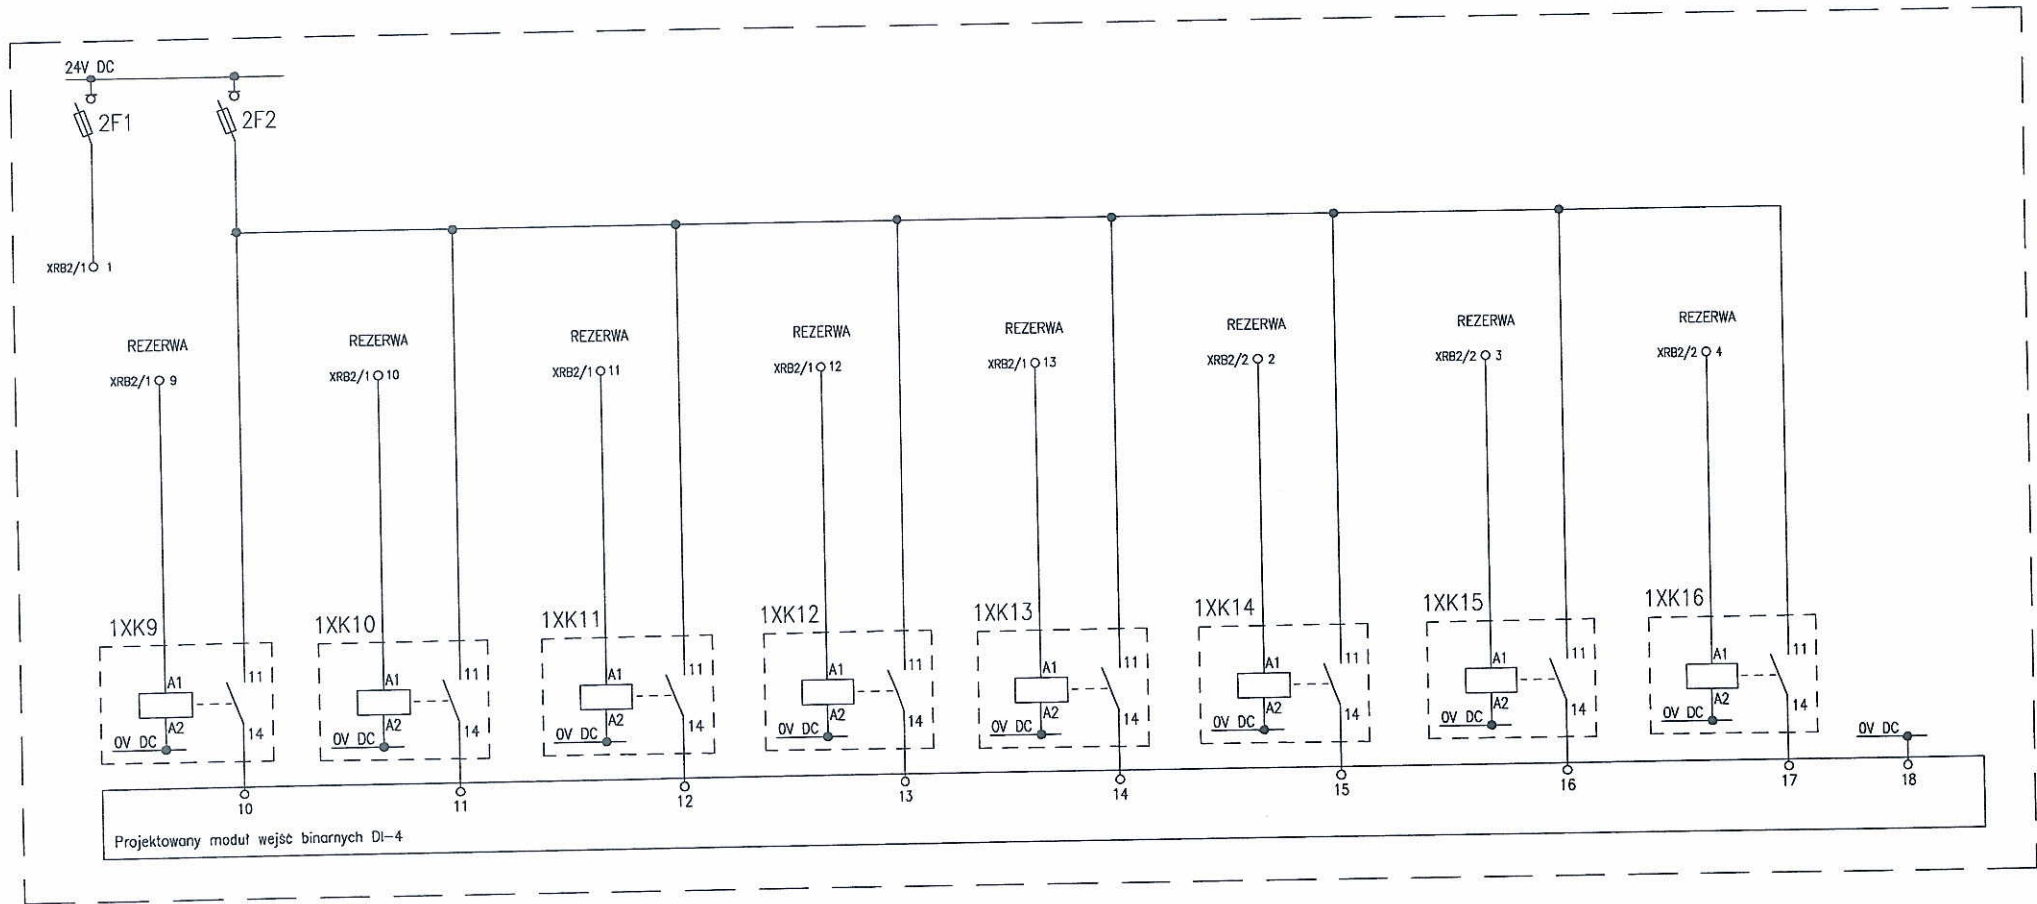 24V DC
2F1
2F2
XRB2/1 1
REZERWA
XRB2/1 9
REZERWA
XRB2/1 10
REZERWA
XRB2/1 11
REZERWA
XRB2/1 12
REZERWA
XRB2/1 13
REZERWA
XRB2/2 2
REZERWA
XRB2/2 3
REZERWA
XRB2/2 4
1XK9
A1
11
A2
14
0V DC
1XK10
A1
11
A2
14
0V DC
1XK11
A1
11
A2
14
0V DC
1XK12
A1
11
A2
14
0V DC
1XK13
A1
11
A2
14
0V DC
1XK14
A1
11
A2
14
0V DC
1XK15
A1
11
A2
14
0V DC
1XK16
A1
11
A2
14
0V DC
0V DC
10
11
12
13
14
15
16
17
18
Projektowany moduł wejść binarnych DI-4